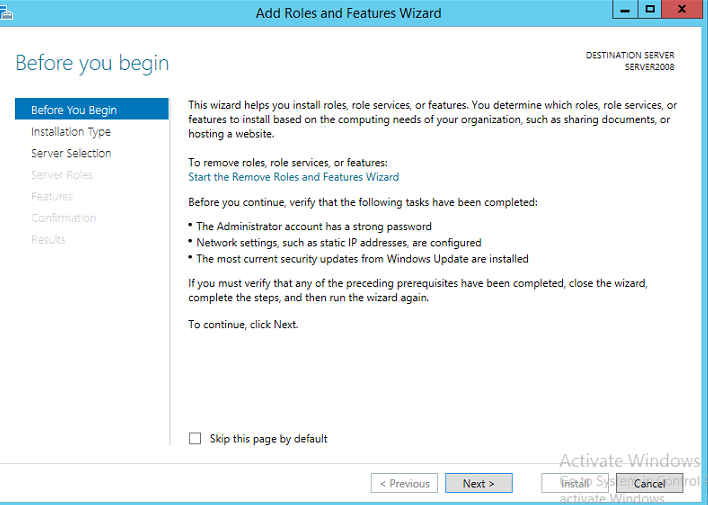 Add Roles and Features Wizard
Before you begin
DESTINATION SERVER
SERVER2008
Before You Begin
Installation Type
Server Selection
Server Roles
Features
Confirmation
Results
This wizard helps you install roles, role services, or features. You determine which roles, role services, or
features to install based on the computing needs of your organization, such as sharing documents, or
hosting a website.
To remove roles, role services, or features:
Start the Remove Roles and Features Wizard
Before you continue, verify that the following tasks have been completed:
• The Administrator account has a strong password
• Network settings, such as static IP addresses, are configured
• The most current security updates from Windows Update are installed
If you must verify that any of the preceding prerequisites have been completed, close the wizard,
complete the steps, and then run the wizard again.
To continue, click Next.
Skip this page by default
Activate Windows
Go to System in Control
activate Windows.
< Previous
Next >
Install
Cancel